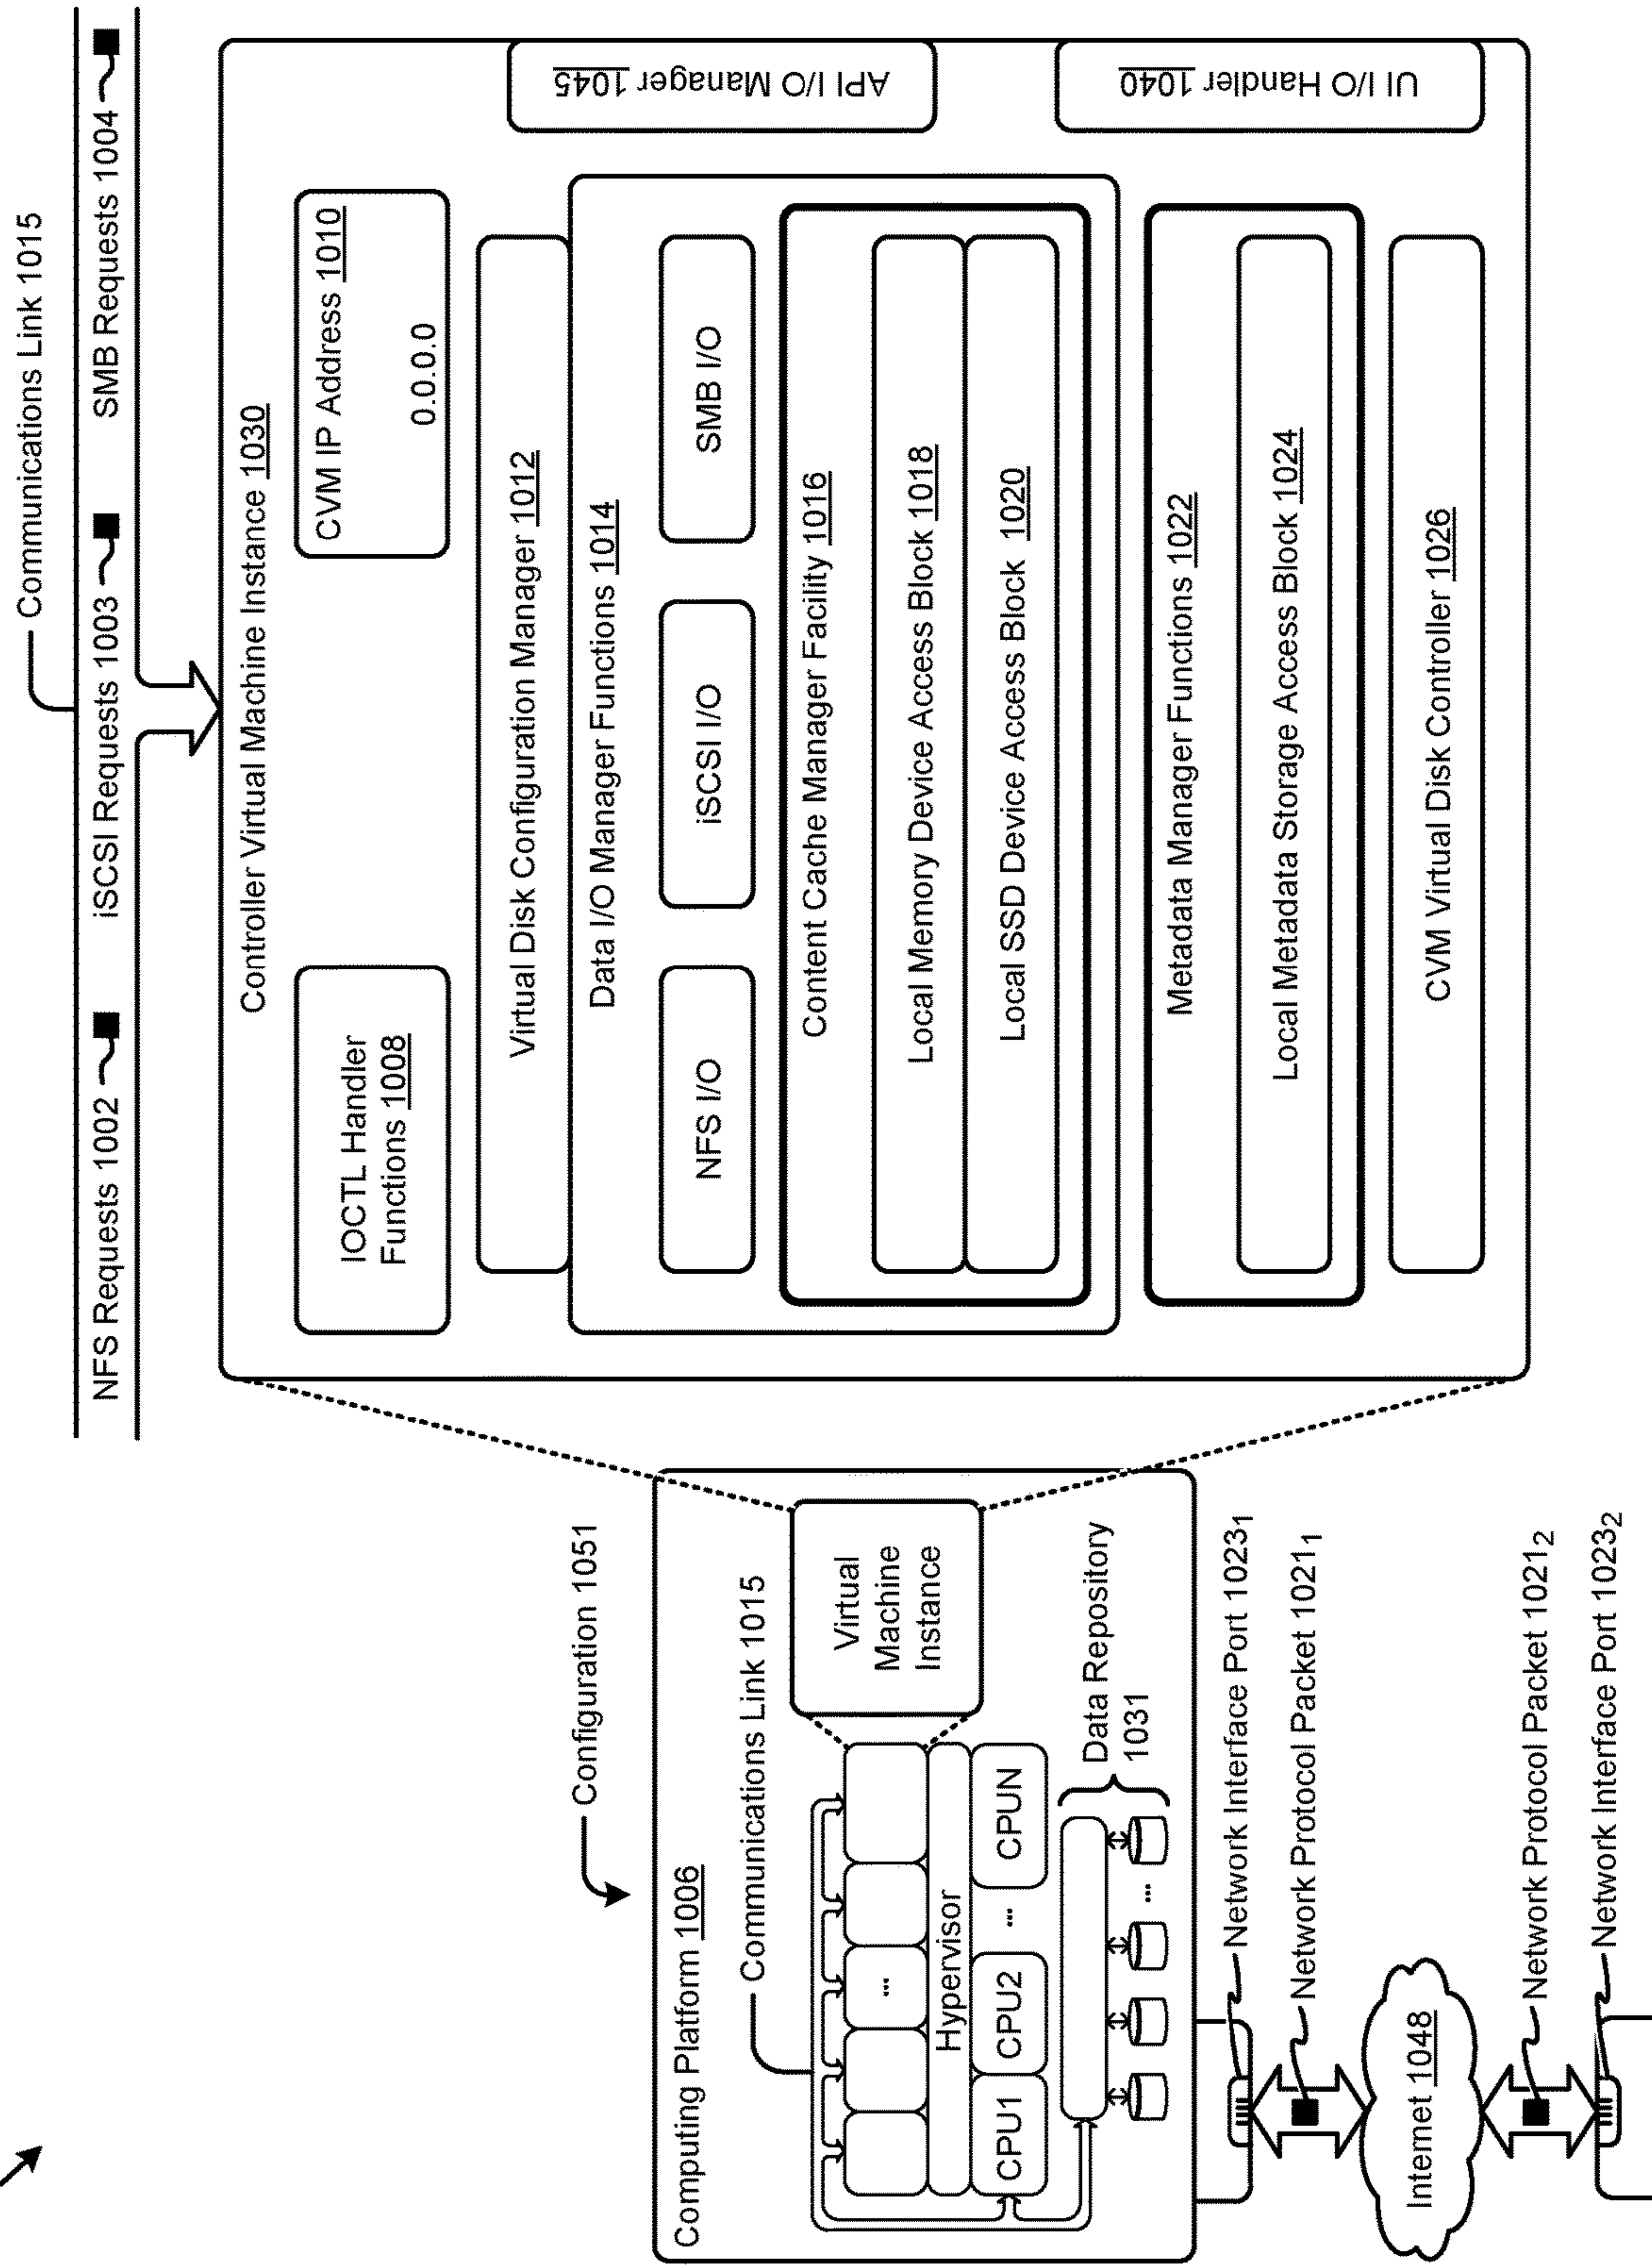 Communications Link 1015
NFS Requests 1002
iSCSI Requests 1003
SMB Requests 1004
Controller Virtual Machine Instance 1030
IOCTL Handler
Functions 1008
CVM IP Address 1010
0.0.0.0
Virtual Disk Configuration Manager 1012
Data I/O Manager Functions 1014
NFS I/O
iSCSI I/O
SMB I/O
Content Cache Manager Facility 1016
Local Memory Device Access Block 1018
Local SSD Device Access Block 1020
Metadata Manager Functions 1022
Local Metadata Storage Access Block 1024
CVM Virtual Disk Controller 1026
API I/O Manager 1045
UI I/O Handler 1040
Configuration 1051
Computing Platform 1006
Communications Link 1015
Virtual
Machine
Instance
...
Hypervisor
CPU1
CPU2
...
CPUN
Data Repository
1031
...
Network Interface Port 1023₁
Network Protocol Packet 1021₁
Internet 1048
Network Protocol Packet 1021₂
Network Interface Port 1023₂